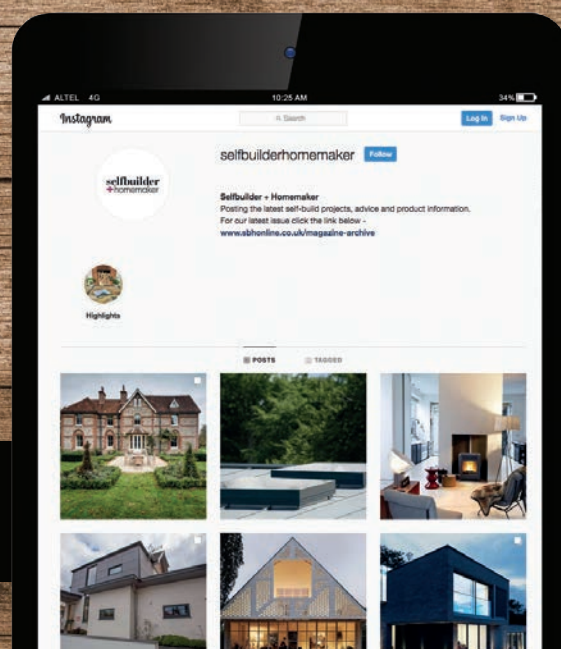 ALTEL 4G 10:25 AM 34%
Instagram Search Log In Sign Up
selfbuilderhomemaker Follow
selfbuilder
+homemaker
Selfbuilder + Homemaker
Posting the latest self-build projects, advice and product information.
For our latest issue click the link below -
www.sbhonline.co.uk/magazine-archive
Highlights
POSTS TAGGED